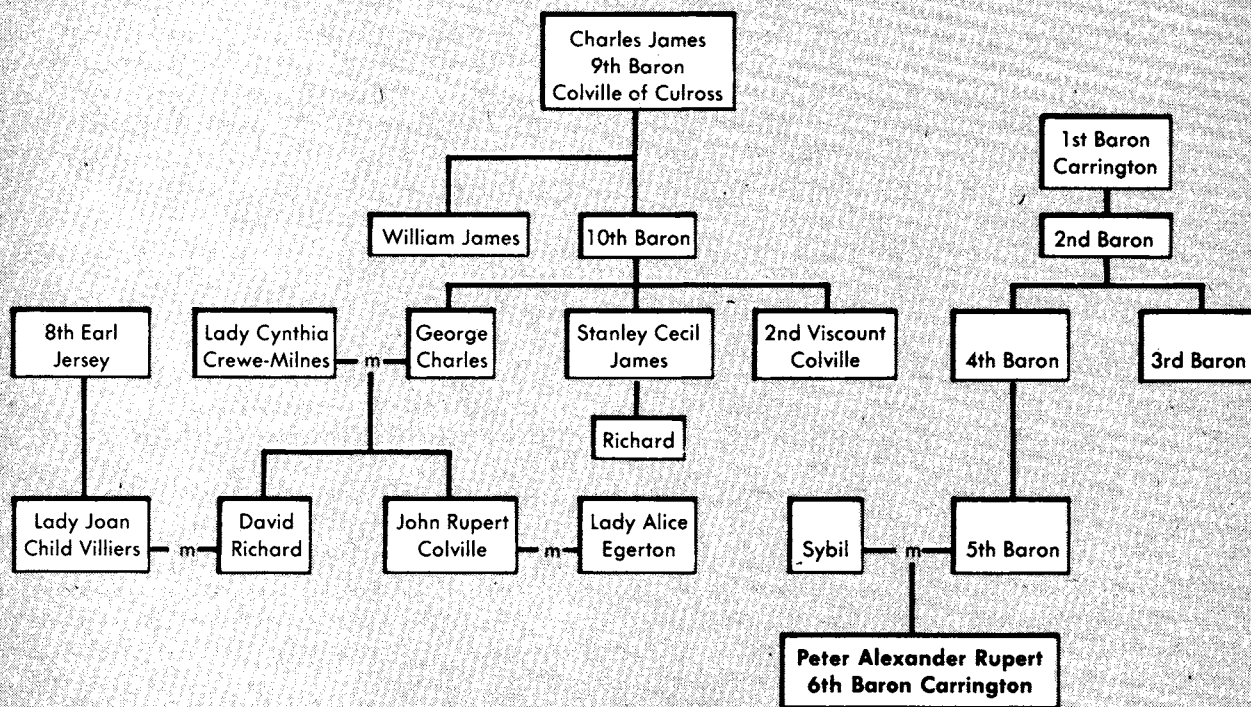 Charles James
9th Baron
Colville of Culross
1st Baron
Carrington
William James
10th Baron
2nd Baron
8th Earl
Jersey
Lady Cynthia
Crewe-Milnes
m
George
Charles
Stanley Cecil
James
2nd Viscount
Colville
4th Baron
3rd Baron
Richard
Lady Joan
Child Villiers
m
David
Richard
John Rupert
Colville
m
Lady Alice
Egerton
Sybil
m
5th Baron
Peter Alexander Rupert
6th Baron Carrington